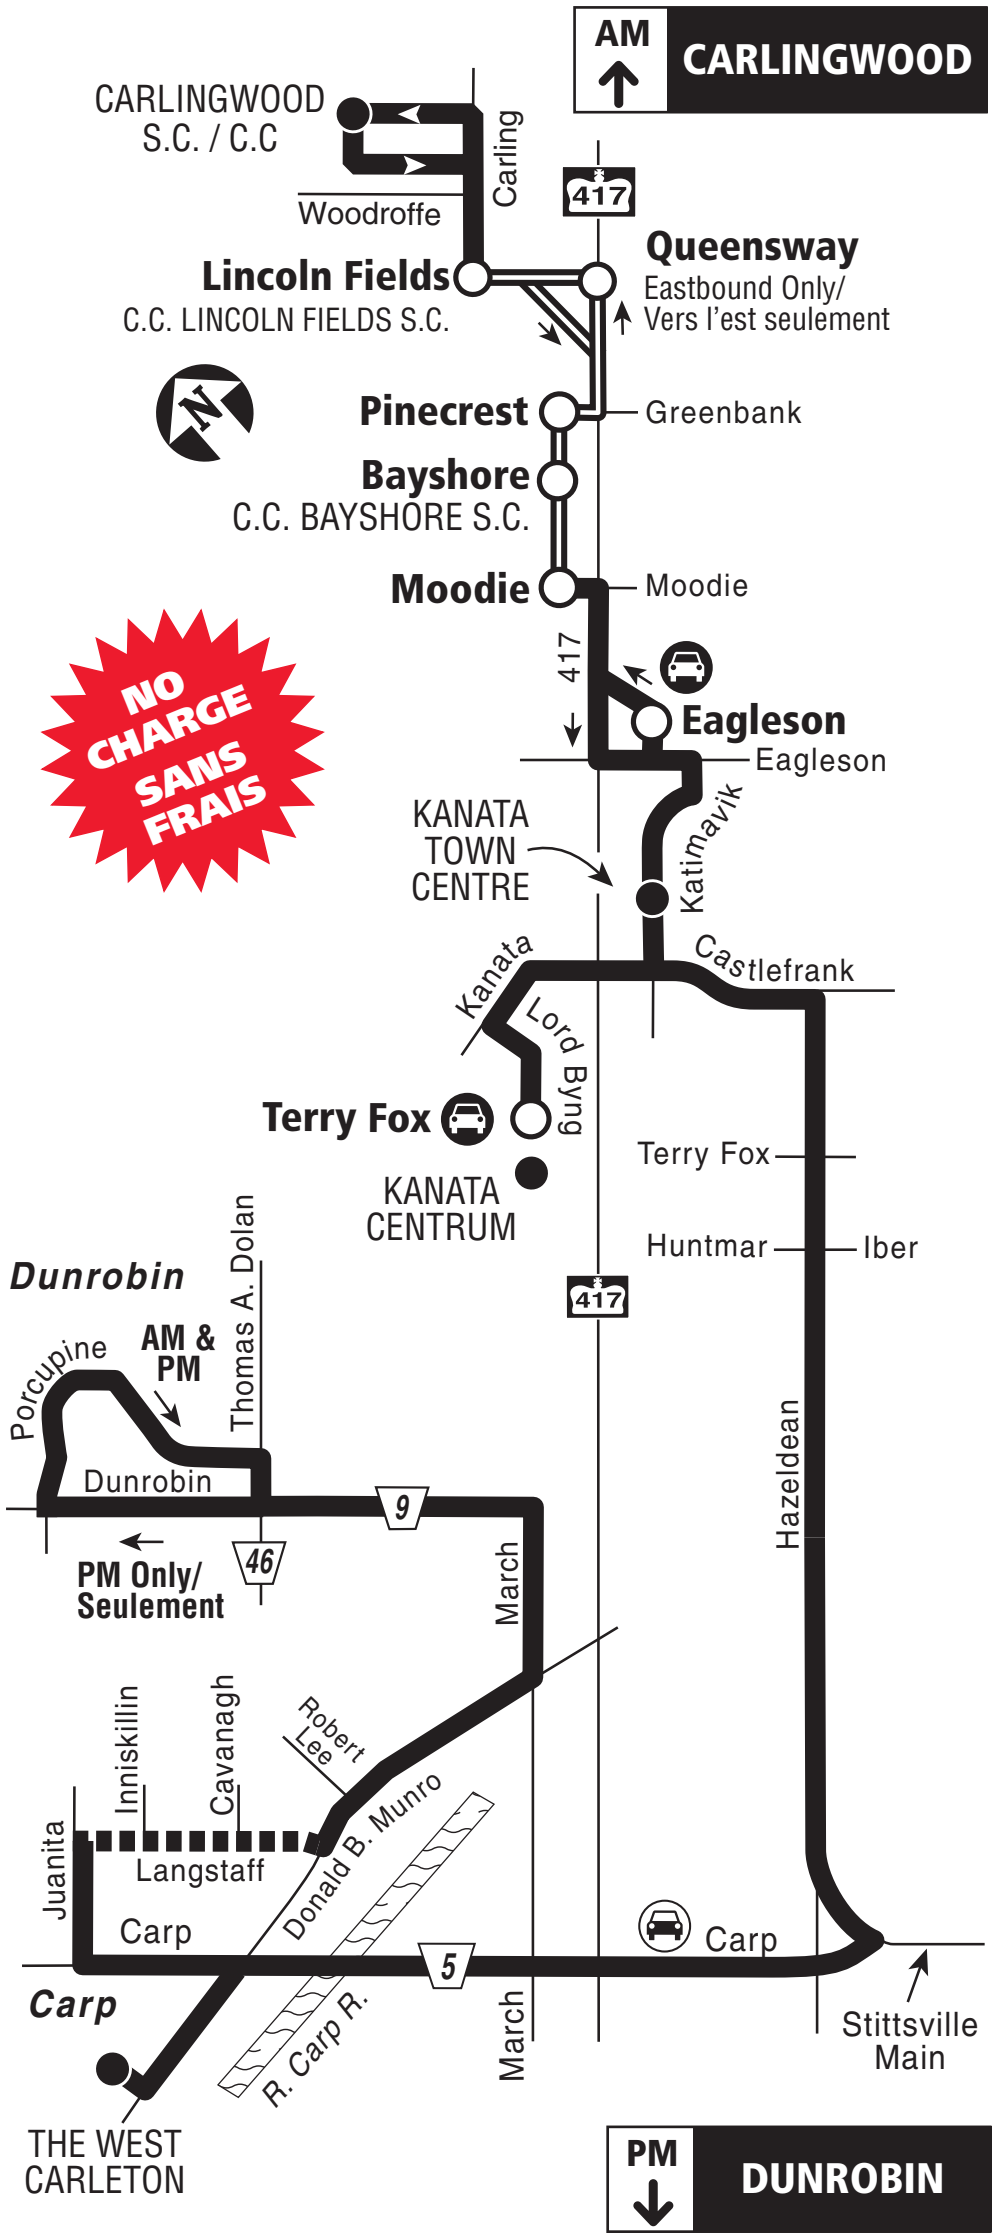 AM
CARLINGWOOD
CARLINGWOOD
S.C. / C.C
Carling
417
Woodroffe
Queensway
Eastbound Only/
Vers l'est seulement
Lincoln Fields
C.C. LINCOLN FIELDS S.C.
N
Pinecrest
Greenbank
Bayshore
C.C. BAYSHORE S.C.
Moodie
Moodie
417
NO
CHARGE
SANS
FRAIS
Eagleson
Eagleson
KANATA
TOWN
CENTRE
Katimavik
Kanata
Castlefrank
Lord Byng
Terry Fox
KANATA
CENTRUM
Terry Fox
Huntmar
Iber
417
Dunrobin
Thomas A. Dolan
AM &
PM
Porcupine
Dunrobin
9
46
PM Only/
Seulement
March
Hazeldean
Inniskillin
Cavanagh
Robert
Lee
Donald B. Munro
Juanita
Langstaff
Carp
Carp
5
Carp
R. Carp R.
March
Stittsville
Main
THE WEST
CARLETON
PM
DUNROBIN